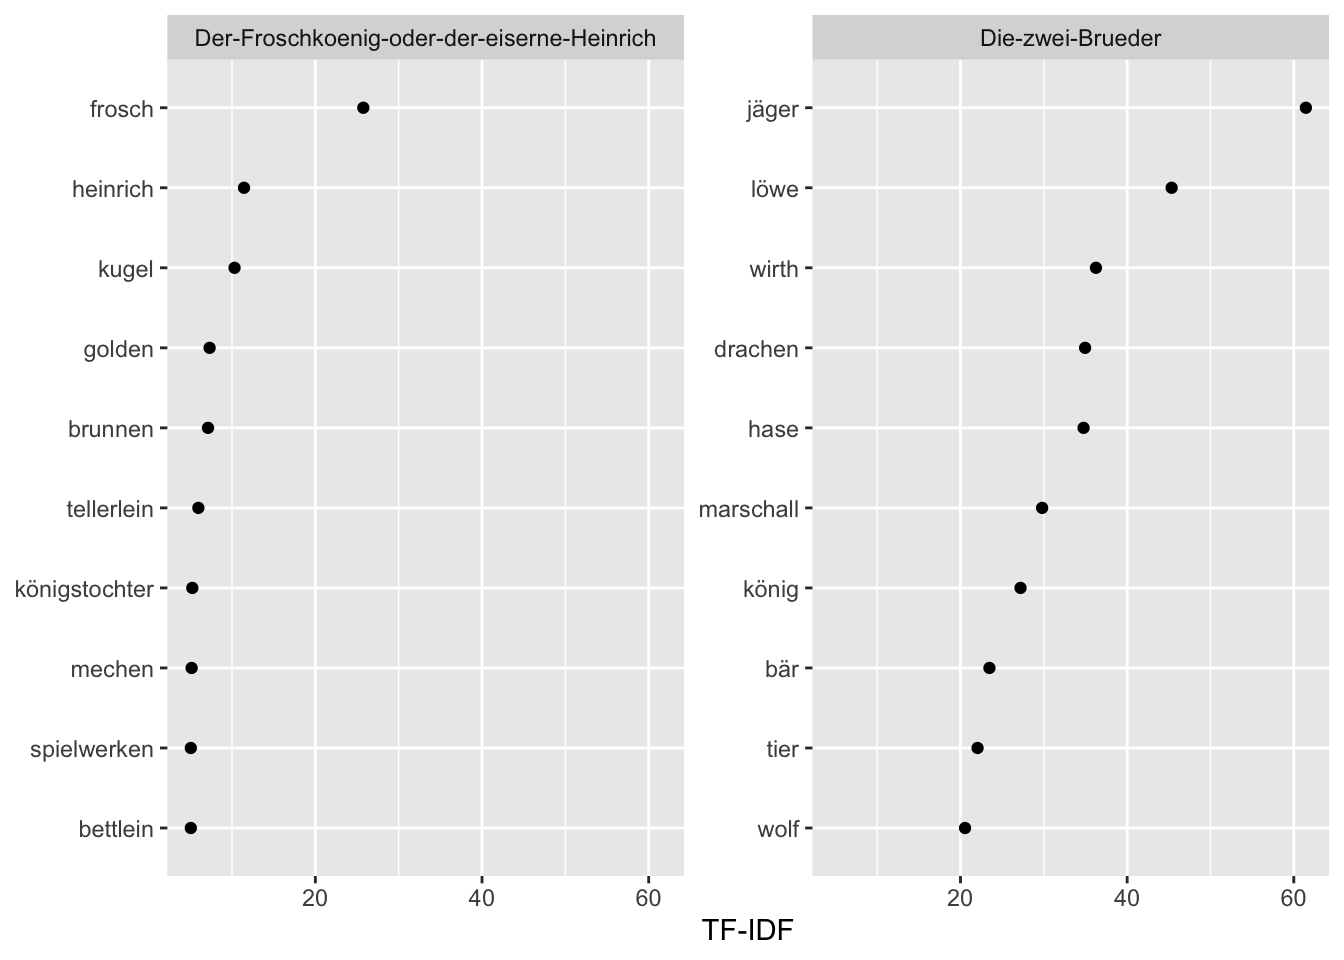 Der-Froschkoenig-oder-der-eiserne-Heinrich
frosch
heinrich
kugel
golden
brunnen
tellerlein
königstochter
mechen
spielwerken
bettlein
20 40 60
Die-zwei-Brueder
jäger
löwe
wirth
drachen
hase
marschall
könig
bär
tier
wolf
20 40 60
TF-IDF